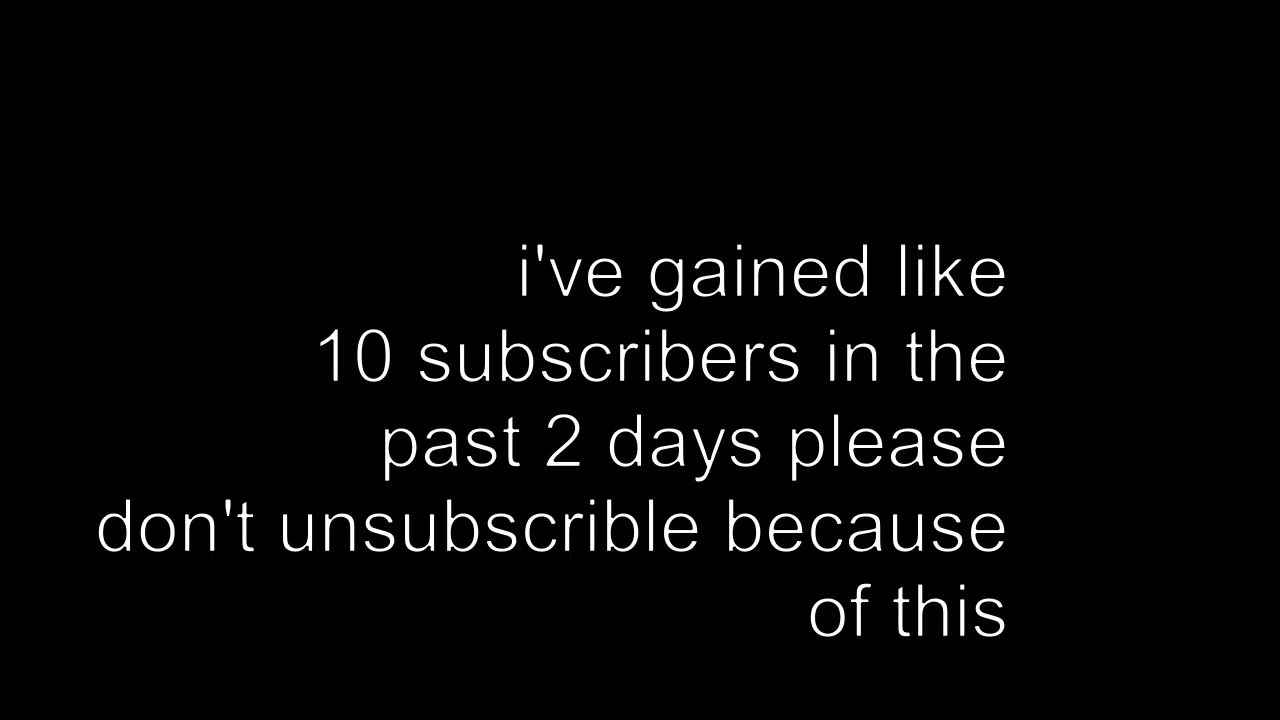 i've gained like
10 subscribers in the
past 2 days please
don't unsubscrible because
of this